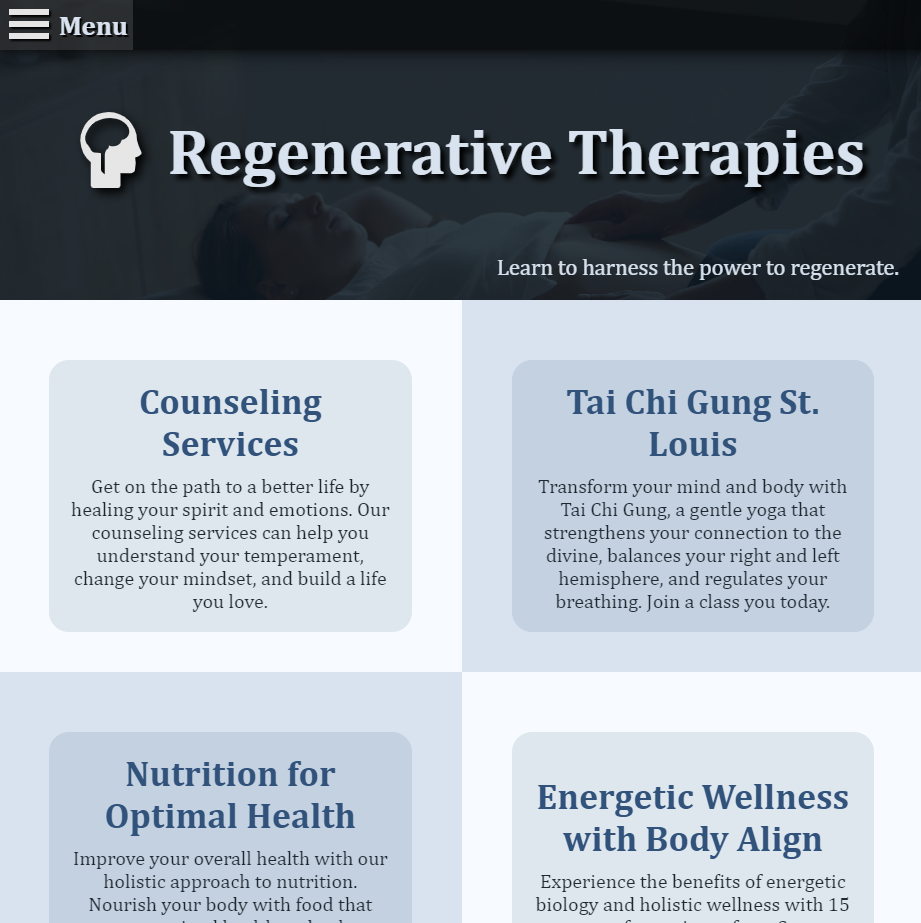 Menu
Regenerative Therapies
Learn to harness the power to regenerate.
Counseling
Services
Get on the path to a better life by
healing your spirit and emotions. Our
counseling services can help you
understand your temperament,
change your mindset, and build a life
you love.
Tai Chi Gung St.
Louis
Transform your mind and body with
Tai Chi Gung, a gentle yoga that
strengthens your connection to the
divine, balances your right and left
hemisphere, and regulates your
breathing. Join a class you today.
Nutrition for
Optimal Health
Improve your overall health with our
holistic approach to nutrition.
Nourish your body with food that
Energetic Wellness
with Body Align
Experience the benefits of energetic
biology and holistic wellness with 15